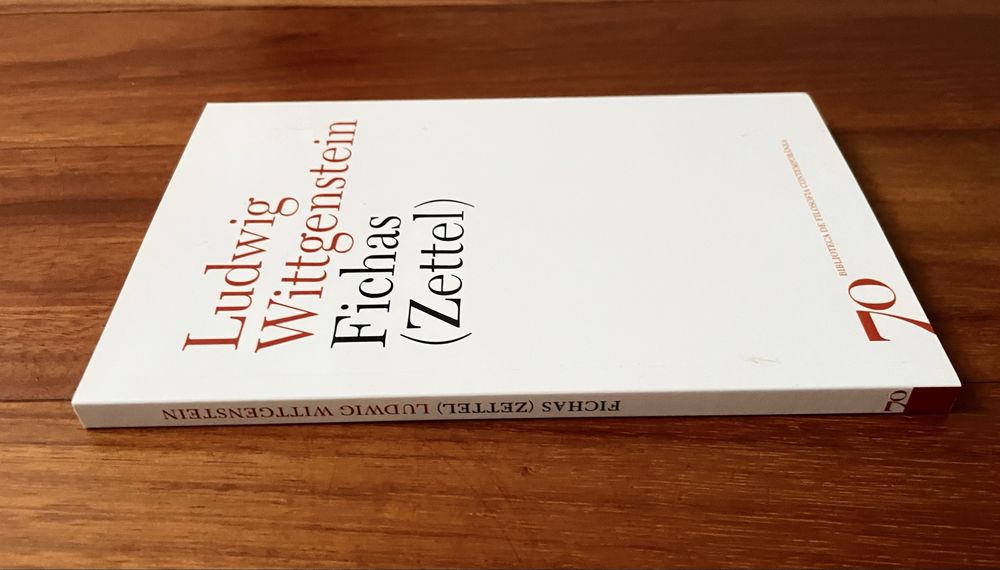 Ludwig
Wittgenstein
Fichas
(Zettel)
70
BIBLIOTECA DE FILOSOFIA CONTEMPORÂNEA
FICHAS (ZETTEL) LUDWIG WITTGENSTEIN
70